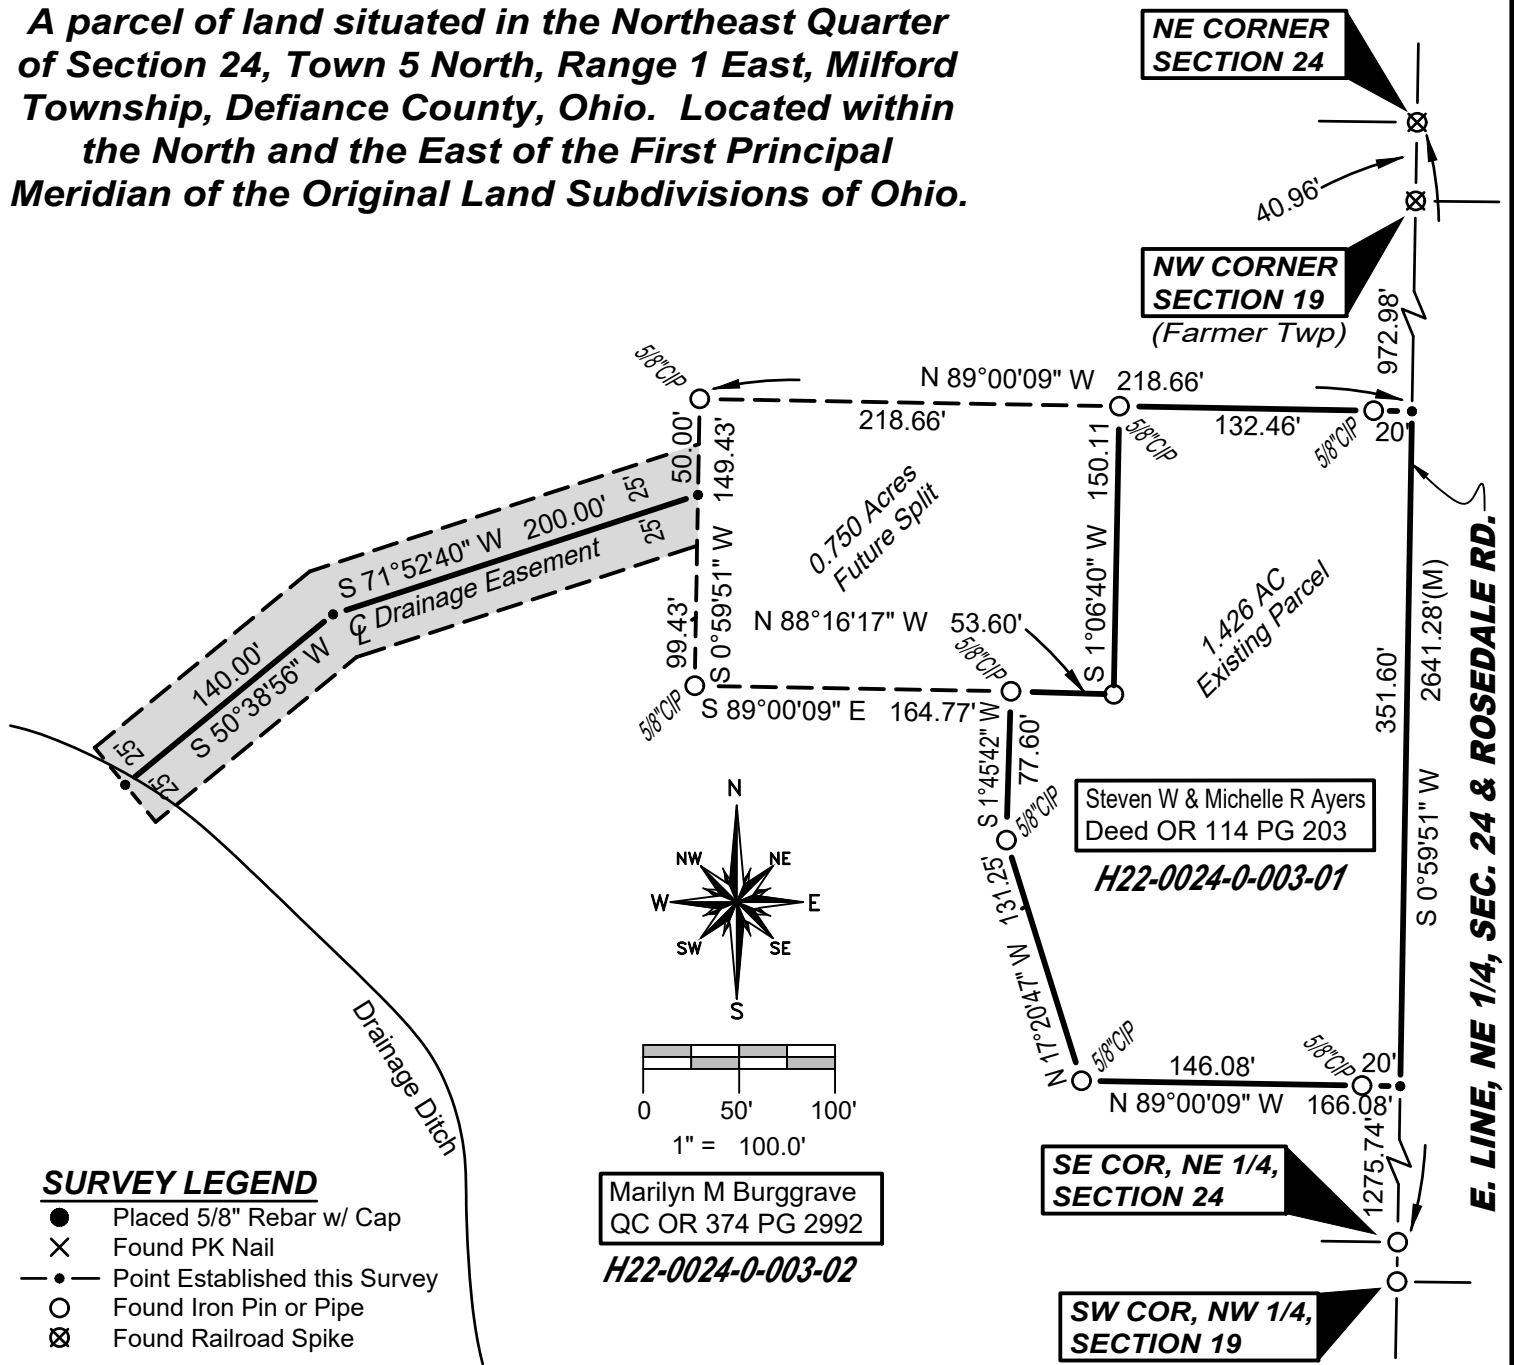 A parcel of land situated in the Northeast Quarter
of Section 24, Town 5 North, Range 1 East, Milford
Township, Defiance County, Ohio.  Located within
the North and the East of the First Principal
Meridian of the Original Land Subdivisions of Ohio.
NE CORNER
SECTION 24
40.96'
NW CORNER
SECTION 19
(Farmer Twp)
972.98'
5/8"CIP
N 89°00'09" W 218.66'
218.66'
132.46'
20'
5/8"CIP
5/8"CIP
50.00'
149.43'
S 0°59'51" W
99.43'
150.11
S 1°06'40" W
0.750 Acres
Future Split
1.426 AC
Existing Parcel
25'
25'
S 71°52'40" W 200.00'
CL Drainage Easement
140.00'
S 50°38'56" W
25'
25'
N 88°16'17" W 53.60'
5/8"CIP
5/8"CIP
S 89°00'09" E 164.77'
S 1°45'42" W
77.60'
5/8"CIP
351.60'
2641.28'(M)
S 0°59'51" W
E. LINE, NE 1/4, SEC. 24 & ROSEDALE RD.
Steven W & Michelle R Ayers
Deed OR 114 PG 203
H22-0024-0-003-01
N
NW
NE
W
E
SW
SE
S
N 17°20'47" W 131.25'
5/8"CIP
5/8"CIP
20'
146.08'
N 89°00'09" W 166.08'
1275.74'
Drainage Ditch
0 50' 100'
1" = 100.0'
Marilyn M Burggrave
QC OR 374 PG 2992
H22-0024-0-003-02
SE COR, NE 1/4,
SECTION 24
SW COR, NW 1/4,
SECTION 19
SURVEY LEGEND
Placed 5/8" Rebar w/ Cap
Found PK Nail
Point Established this Survey
Found Iron Pin or Pipe
Found Railroad Spike